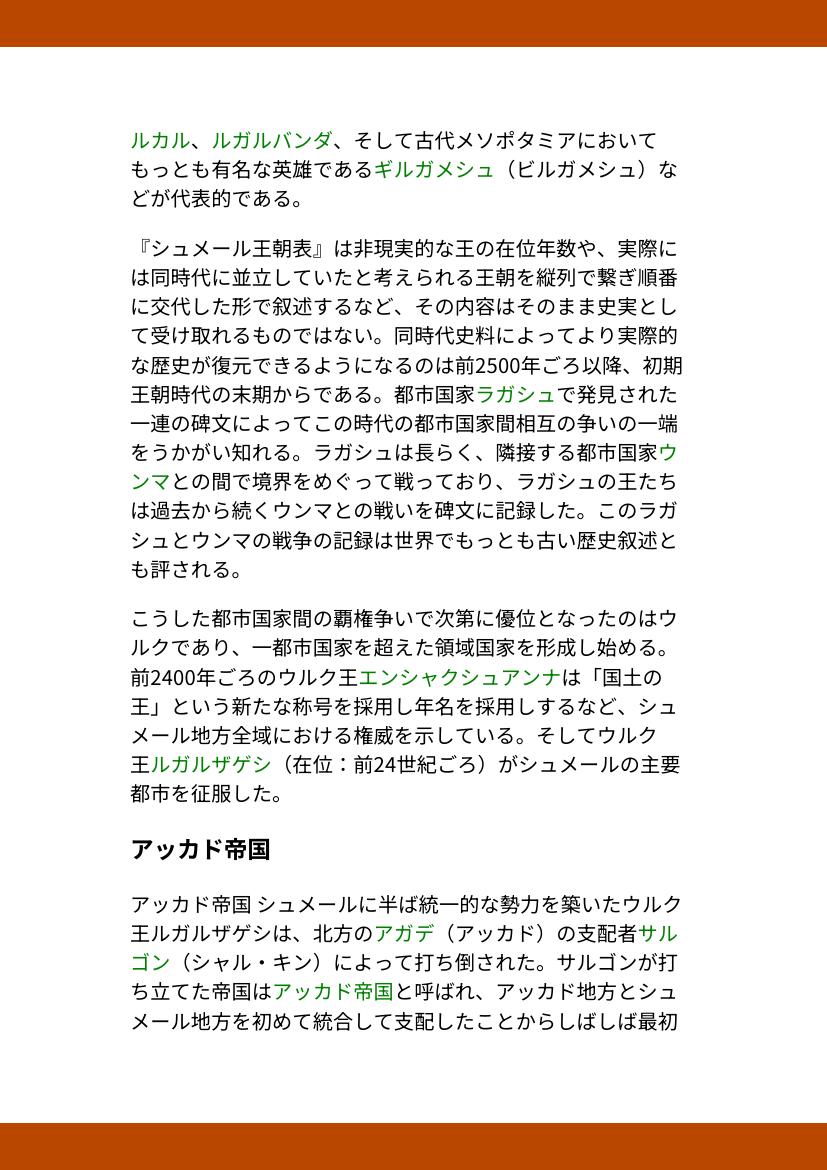 ルカル、ルガルバンダ、そして古代メソポタミアにおいて
もっとも有名な英雄であるギルガメシュ（ビルガメシュ）な
どが代表的である。
『シュメール王朝表』は非現実的な王の在位年数や、実際に
は同時代に並立していたと考えられる王朝を縦列で繋ぎ順番
に交代した形で叙述するなど、その内容はそのまま史実とし
て受け取れるものではない。同時代史料によってより実際的
な歴史が復元できるようになるのは前2500年ごろ以降、初期
王朝時代の末期からである。都市国家ラガシュで発見された
一連の碑文によってこの時代の都市国家間相互の争いの一端
をうかがい知れる。ラガシュは長らく、隣接する都市国家ウ
ンマとの間で境界をめぐって戦っており、ラガシュの王たち
は過去から続くウンマとの戦いを碑文に記録した。このラガ
シュとウンマの戦争の記録は世界でもっとも古い歴史叙述と
も評される。
こうした都市国家間の覇権争いで次第に優位となったのはウ
ルクであり、一都市国家を超えた領域国家を形成し始める。
前2400年ごろのウルク王エンシャクシュアンナは「国土の
王」という新たな称号を採用し年名を採用しするなど、シュ
メール地方全域における権威を示している。そしてウルク
王ルガルザゲシ（在位：前24世紀ごろ）がシュメールの主要
都市を征服した。
アッカド帝国
アッカド帝国 シュメールに半ば統一的な勢力を築いたウルク
王ルガルザゲシは、北方のアガデ（アッカド）の支配者サル
ゴン（シャル・キン）によって打ち倒された。サルゴンが打
ち立てた帝国はアッカド帝国と呼ばれ、アッカド地方とシュ
メール地方を初めて統合して支配したことからしばしば最初